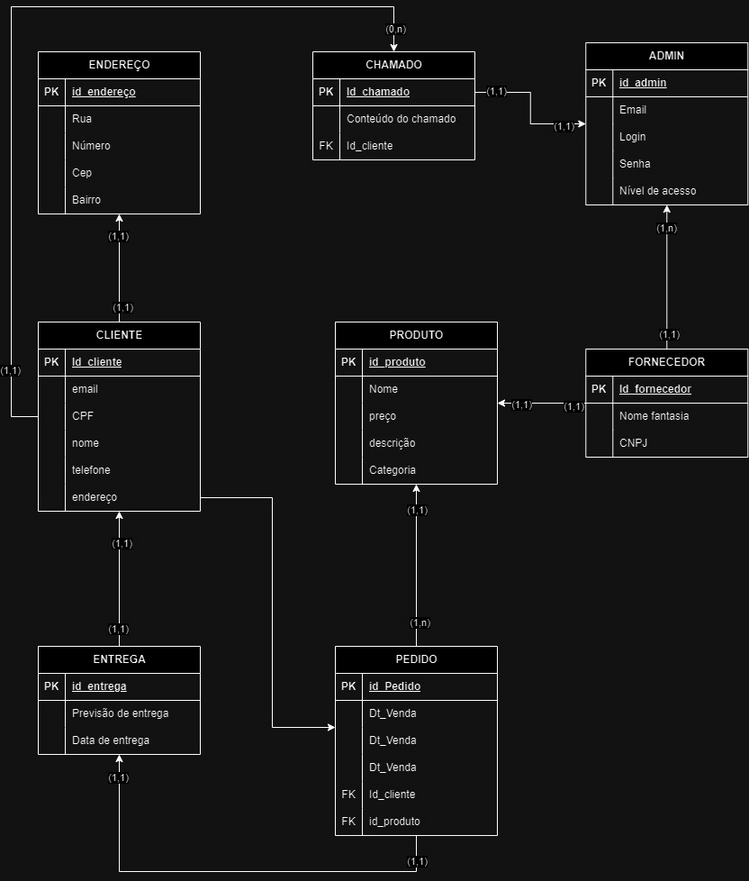 (0,n)
ENDEREÇO
PK id_endereço
Rua
Número
Cep
Bairro
CHAMADO
PK Id_chamado
Conteúdo do chamado
FK Id_cliente
(1,1)
(1,1)
ADMIN
PK id_admin
Email
Login
Senha
Nível de acesso
(1,1)
(1,1)
(1,n)
(1,1)
(1,1)
CLIENTE
PK Id_cliente
email
CPF
nome
telefone
endereço
PRODUTO
PK id_produto
Nome
preço
descrição
Categoria
(1,1)
(1,1)
FORNECEDOR
PK Id_fornecedor
Nome fantasia
CNPJ
(1,1)
(1,1)
(1,1)
(1,n)
ENTREGA
PK id_entrega
Previsão de entrega
Data de entrega
(1,1)
PEDIDO
PK id_Pedido
Dt_Venda
Dt_Venda
Dt_Venda
FK Id_cliente
FK id_produto
(1,1)